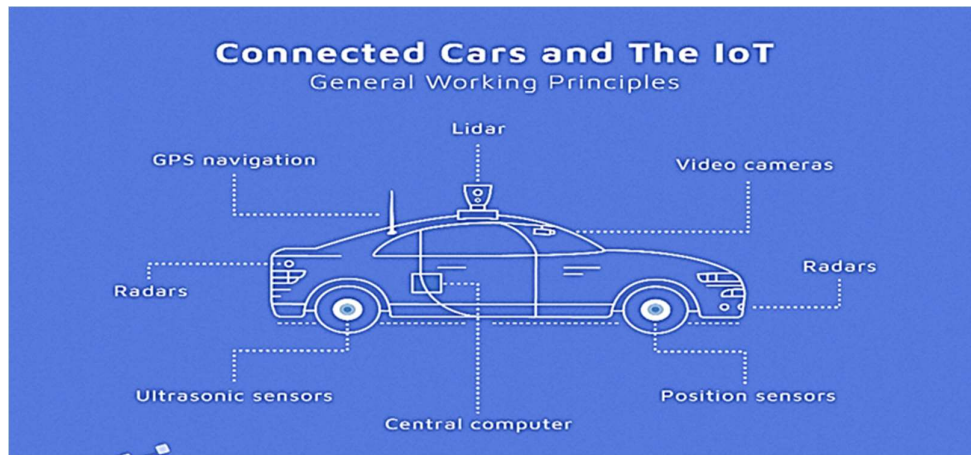 Connected Cars and The IoT
General Working Principles
Lidar
GPS navigation
Video cameras
Radars
Radars
Ultrasonic sensors
Position sensors
Central computer